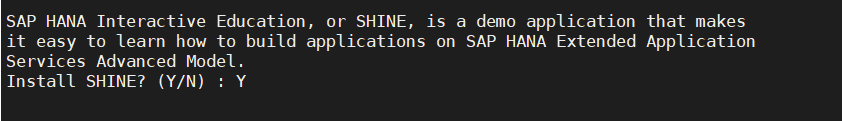 SAP HANA Interactive Education, or SHINE, is a demo application that makes
it easy to learn how to build applications on SAP HANA Extended Application
Services Advanced Model.
Install SHINE? (Y/N) : Y